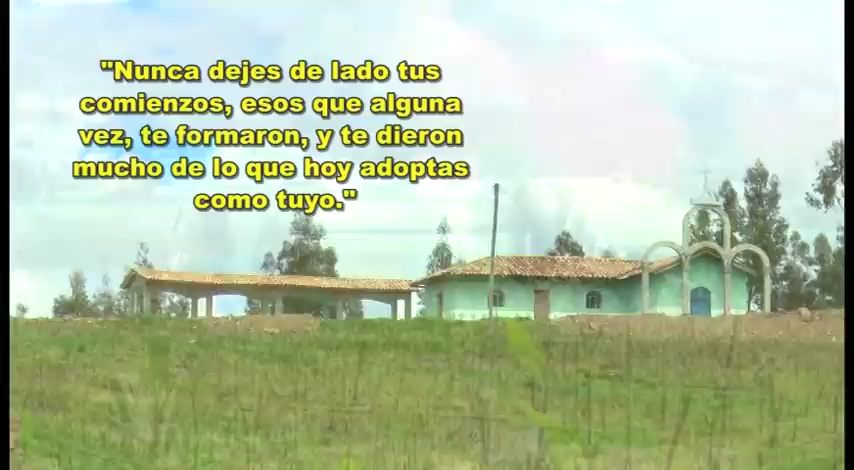 "Nunca dejes de lado tus
comienzos, esos que alguna
vez, te formaron, y te dieron
mucho de lo que hoy adoptas
como tuyo."